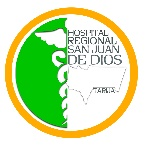 HOSPITAL
REGIONAL
SAN JUAN
DE DIOS
TARIJA